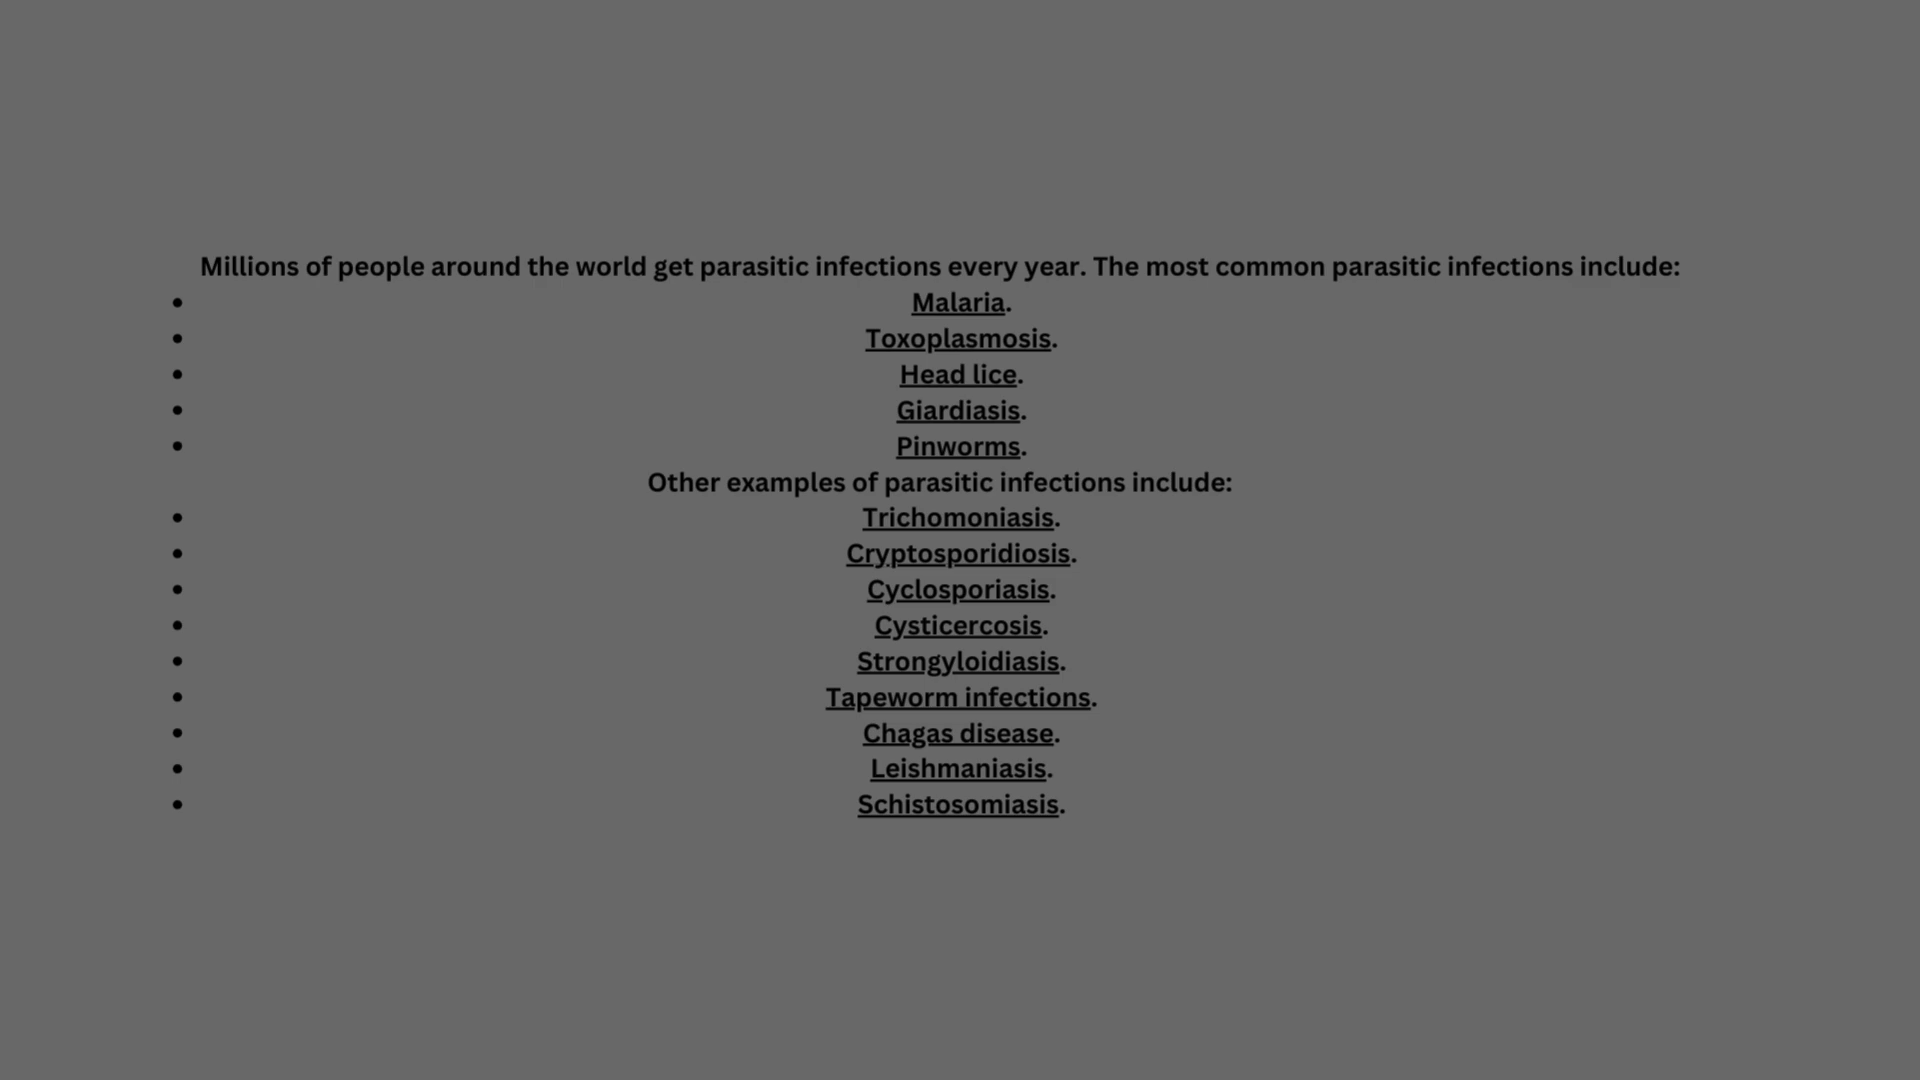 Millions of people around the world get parasitic infections every year. The most common parasitic infections include:
• Malaria.
• Toxoplasmosis.
• Head lice.
• Giardiasis.
• Pinworms.
Other examples of parasitic infections include:
• Trichomoniasis.
• Cryptosporidiosis.
• Cyclosporiasis.
• Cysticercosis.
• Strongyloidiasis.
• Tapeworm infections.
• Chagas disease.
• Leishmaniasis.
• Schistosomiasis.